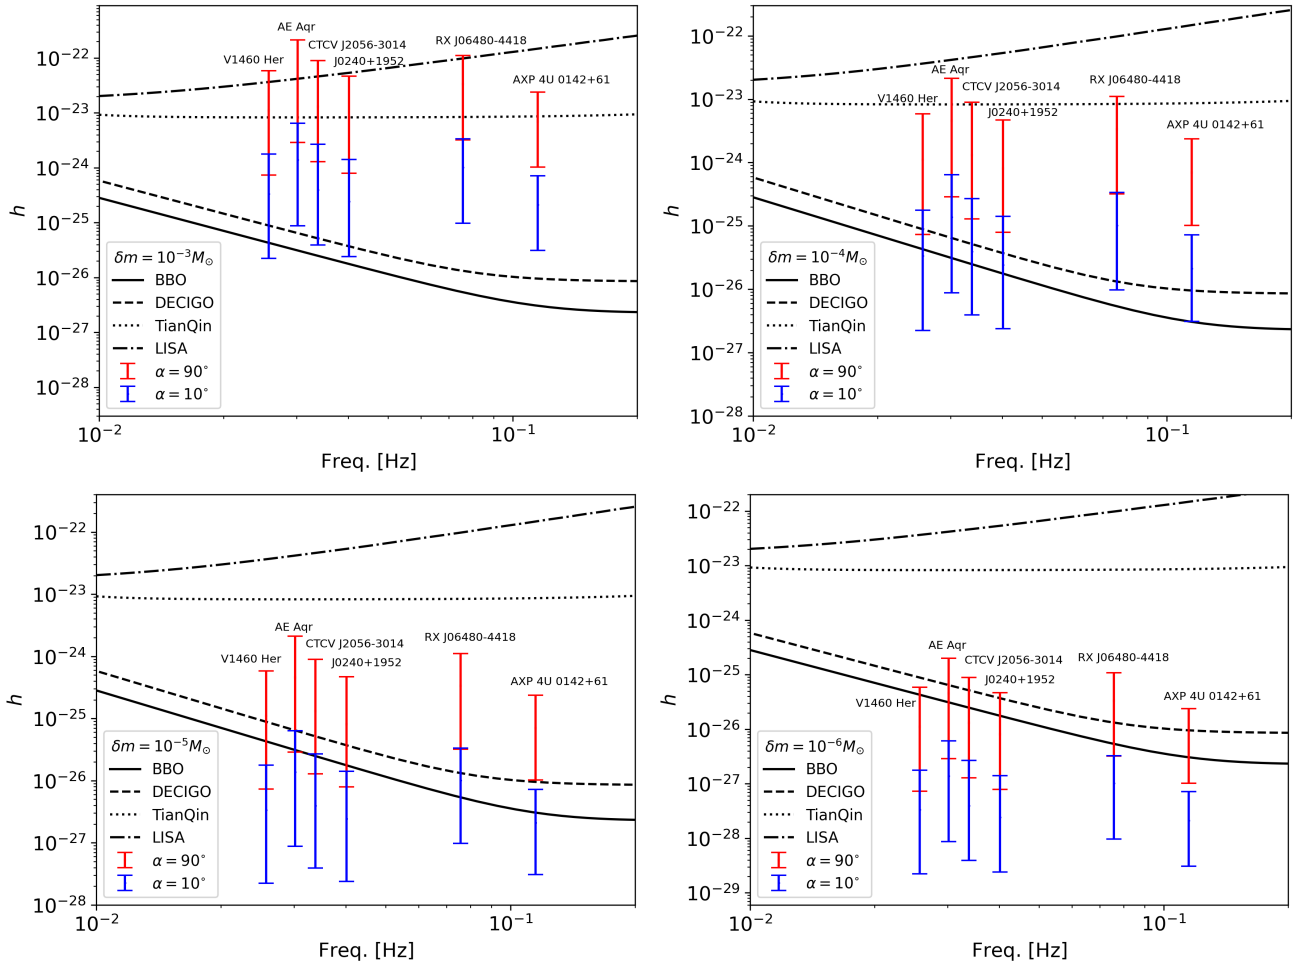 10⁻²²
10⁻²³
10⁻²⁴
10⁻²⁵
10⁻²⁶
10⁻²⁷
10⁻²⁸
h
AE Aqr
V1460 Her
CTCV J2056-3014
J0240+1952
RX J06480-4418
AXP 4U 0142+61
δm = 10⁻³M⊙
BBO
DECIGO
TianQin
LISA
α = 90°
α = 10°
10⁻²
10⁻¹
Freq. [Hz]
10⁻²²
10⁻²³
10⁻²⁴
10⁻²⁵
10⁻²⁶
10⁻²⁷
10⁻²⁸
h
AE Aqr
V1460 Her
CTCV J2056-3014
J0240+1952
RX J06480-4418
AXP 4U 0142+61
δm = 10⁻⁴M⊙
BBO
DECIGO
TianQin
LISA
α = 90°
α = 10°
10⁻²
10⁻¹
Freq. [Hz]
10⁻²²
10⁻²³
10⁻²⁴
10⁻²⁵
10⁻²⁶
10⁻²⁷
10⁻²⁸
h
AE Aqr
V1460 Her
CTCV J2056-3014
J0240+1952
RX J06480-4418
AXP 4U 0142+61
δm = 10⁻⁵M⊙
BBO
DECIGO
TianQin
LISA
α = 90°
α = 10°
10⁻²
10⁻¹
Freq. [Hz]
10⁻²²
10⁻²³
10⁻²⁴
10⁻²⁵
10⁻²⁶
10⁻²⁷
10⁻²⁸
10⁻²⁹
h
AE Aqr
V1460 Her
CTCV J2056-3014
J0240+1952
RX J06480-4418
AXP 4U 0142+61
δm = 10⁻⁶M⊙
BBO
DECIGO
TianQin
LISA
α = 90°
α = 10°
10⁻²
10⁻¹
Freq. [Hz]